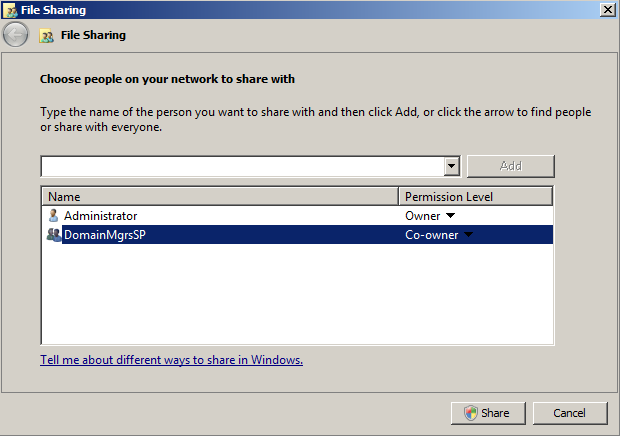 File Sharing
File Sharing
Choose people on your network to share with
Type the name of the person you want to share with and then click Add, or click the arrow to find people
or share with everyone.
Add
Name Permission Level
Administrator Owner
DomainMgrsSP Co-owner
Tell me about different ways to share in Windows.
Share Cancel